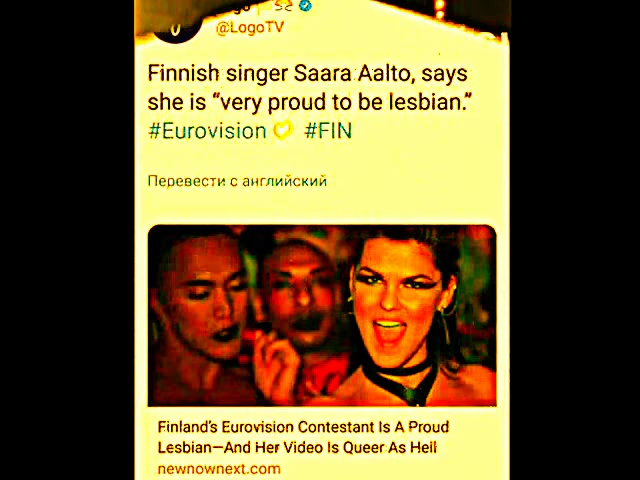 @LogoTV
Finnish singer Saara Aalto, says
she is “very proud to be lesbian.”
#Eurovision #FIN
Перевести с английский
Finland's Eurovision Contestant Is A Proud
Lesbian—And Her Video Is Queer As Hell
newnownext.com